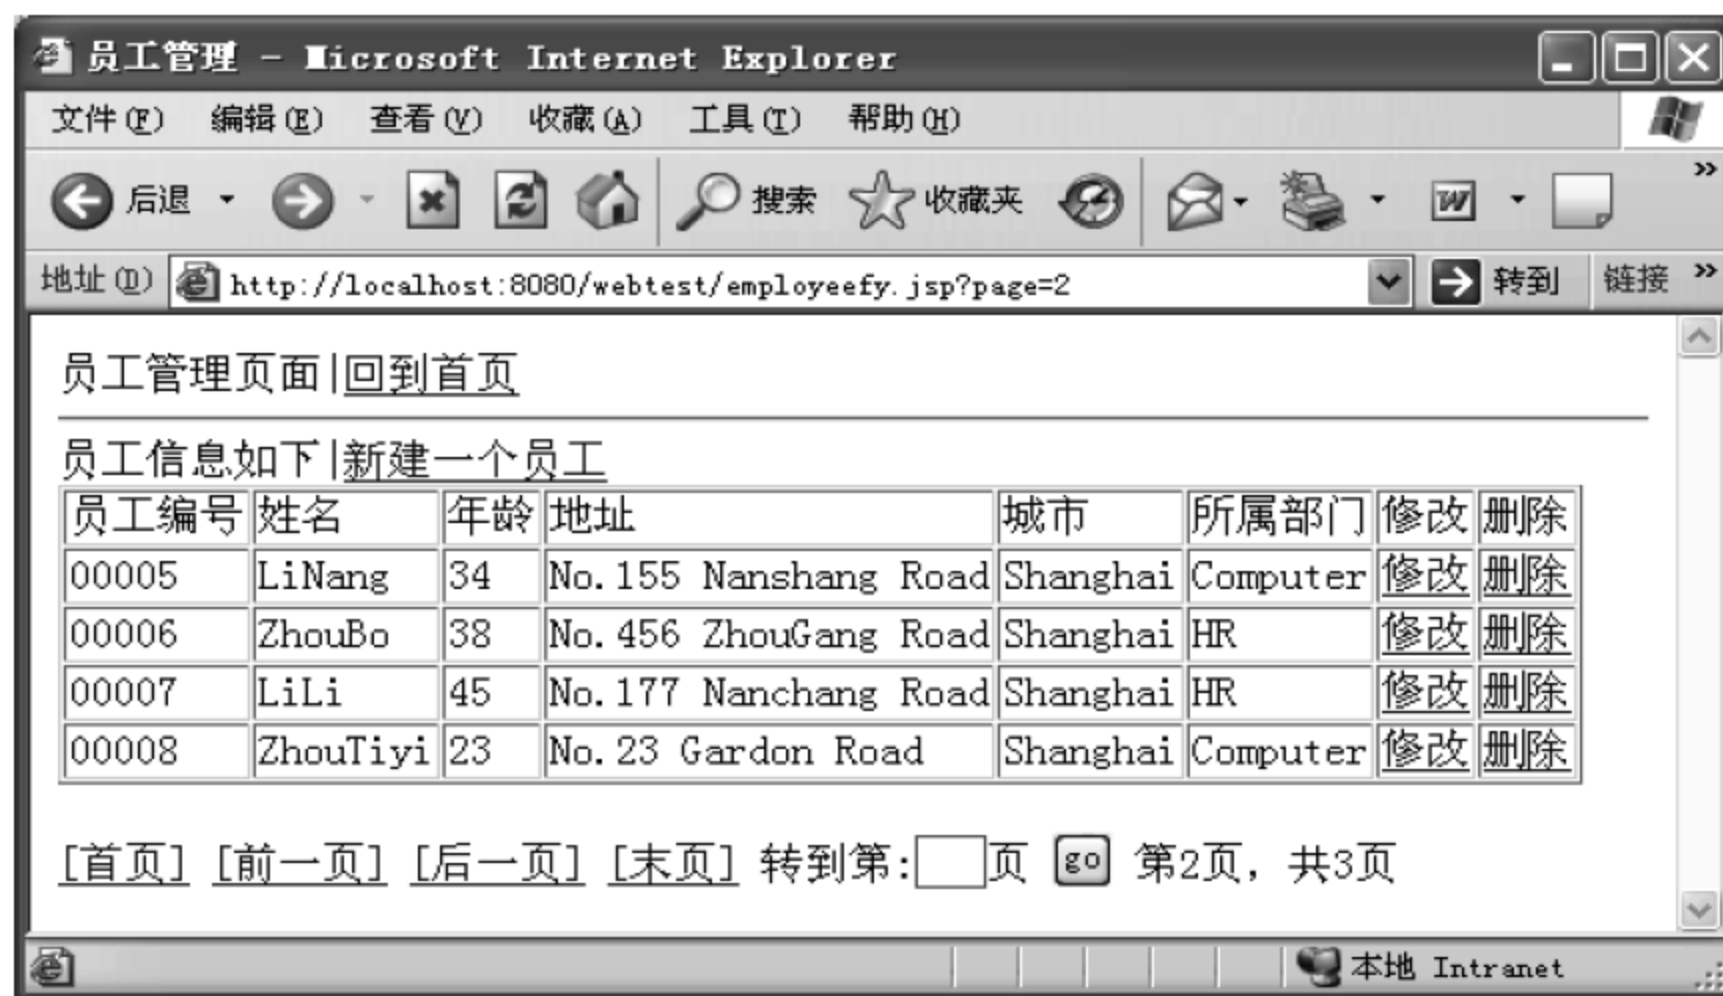 员工管理 - Microsoft Internet Explorer
文件(F) 编辑(E) 查看(V) 收藏(A) 工具(T) 帮助(H)
后退 搜索 收藏夹 W »
地址(D) http://localhost:8080/webtest/employeefy.jsp?page=2 转到 链接 »
员工管理页面|回到首页
员工信息如下|新建一个员工
员工编号 姓名 年龄 地址 城市 所属部门 修改 删除
00005 LiNang 34 No.155 Nanshang Road Shanghai Computer 修改 删除
00006 ZhouBo 38 No.456 ZhouGang Road Shanghai HR 修改 删除
00007 LiLi 45 No.177 Nanchang Road Shanghai HR 修改 删除
00008 ZhouTiyi 23 No.23 Gardon Road Shanghai Computer 修改 删除
[首页] [前一页] [后一页] [末页] 转到第:页 go 第2页，共3页
本地 Intranet